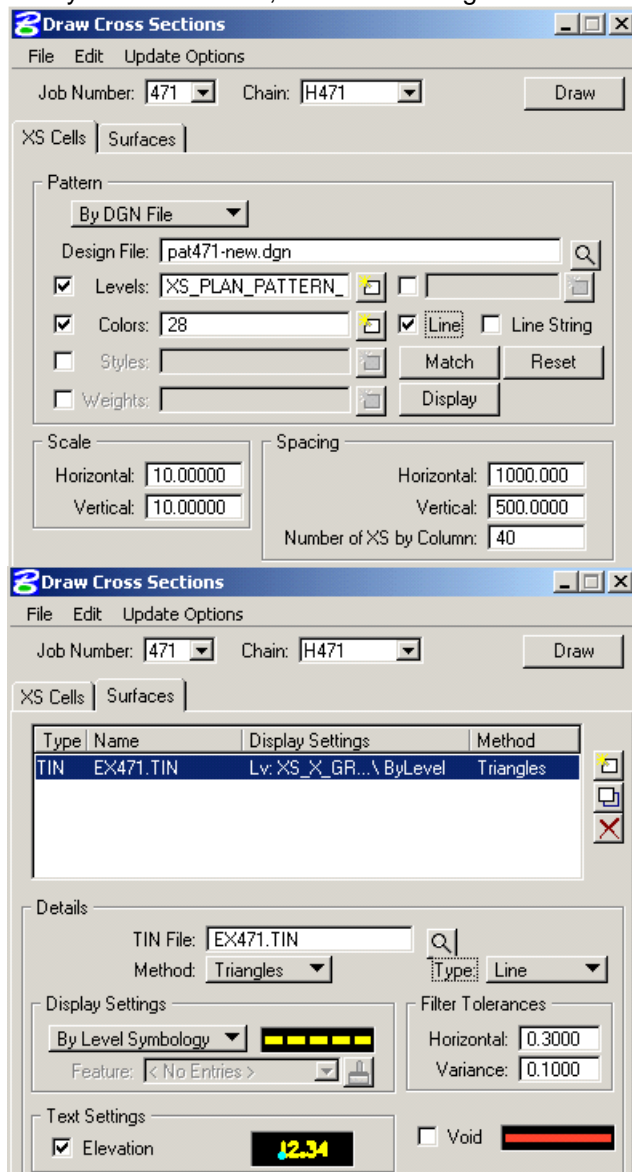 Draw Cross Sections
File Edit Update Options
Job Number: 471 Chain: H471 Draw
XS Cells Surfaces
Pattern
By DGN File
Design File: pat471-new.dgn
Levels: XS_PLAN_PATTERN_
Colors: 28 Line Line String
Styles: Match Reset
Weights: Display
Scale Spacing
Horizontal: 10.00000 Horizontal: 1000.000
Vertical: 10.00000 Vertical: 500.0000
Number of XS by Column: 40
Draw Cross Sections
File Edit Update Options
Job Number: 471 Chain: H471 Draw
XS Cells Surfaces
Type Name Display Settings Method
TIN EX471.TIN Lv: XS_X_GR...\ ByLevel Triangles
Details
TIN File: EX471.TIN
Method: Triangles Type: Line
Display Settings Filter Tolerances
By Level Symbology Horizontal: 0.3000
Feature: < No Entries > Variance: 0.1000
Text Settings
Elevation 12.34 Void